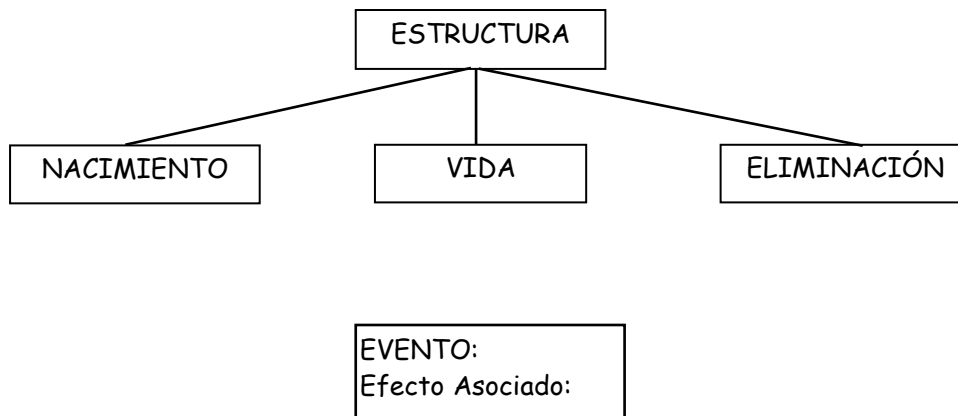 ESTRUCTURA
NACIMIENTO
VIDA
ELIMINACIÓN
EVENTO:
Efecto Asociado: